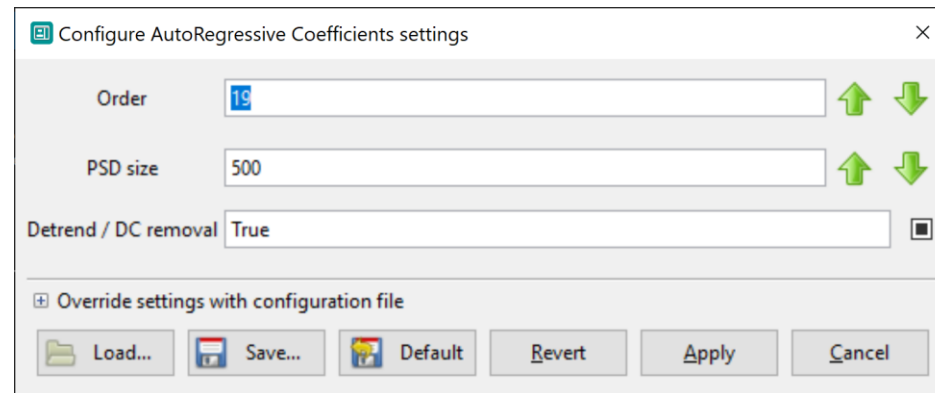 Configure AutoRegressive Coefficients settings
Order 19
PSD size 500
Detrend / DC removal True
Override settings with configuration file
Load... Save... Default Revert Apply Cancel